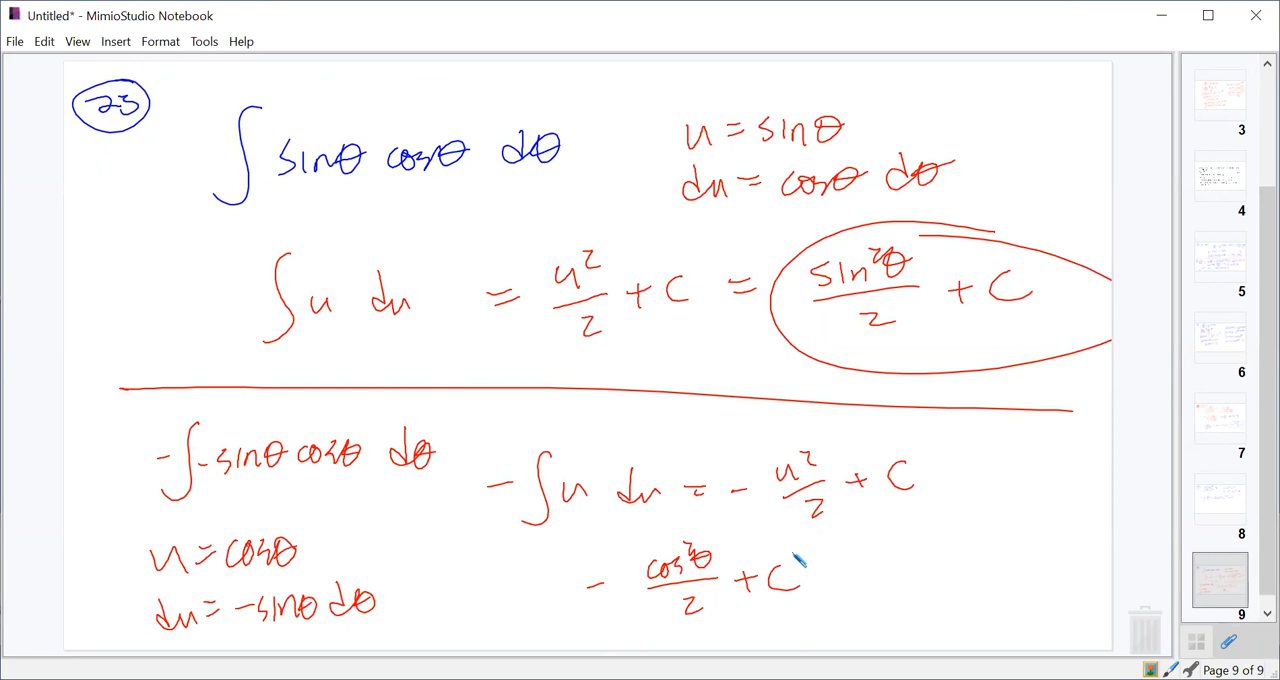 Untitled* - MimioStudio Notebook
File Edit View Insert Format Tools Help
23
∫ sinθ cosθ dθ
u = sinθ
du = cosθ dθ
∫ u du = u²/2 + C = sin²θ/2 + C
-∫ -sinθ cosθ dθ
u = cosθ
du = -sinθ dθ
-∫ u du = - u²/2 + C
- cos²θ/2 + C
3
4
5
6
7
8
9
Page 9 of 9